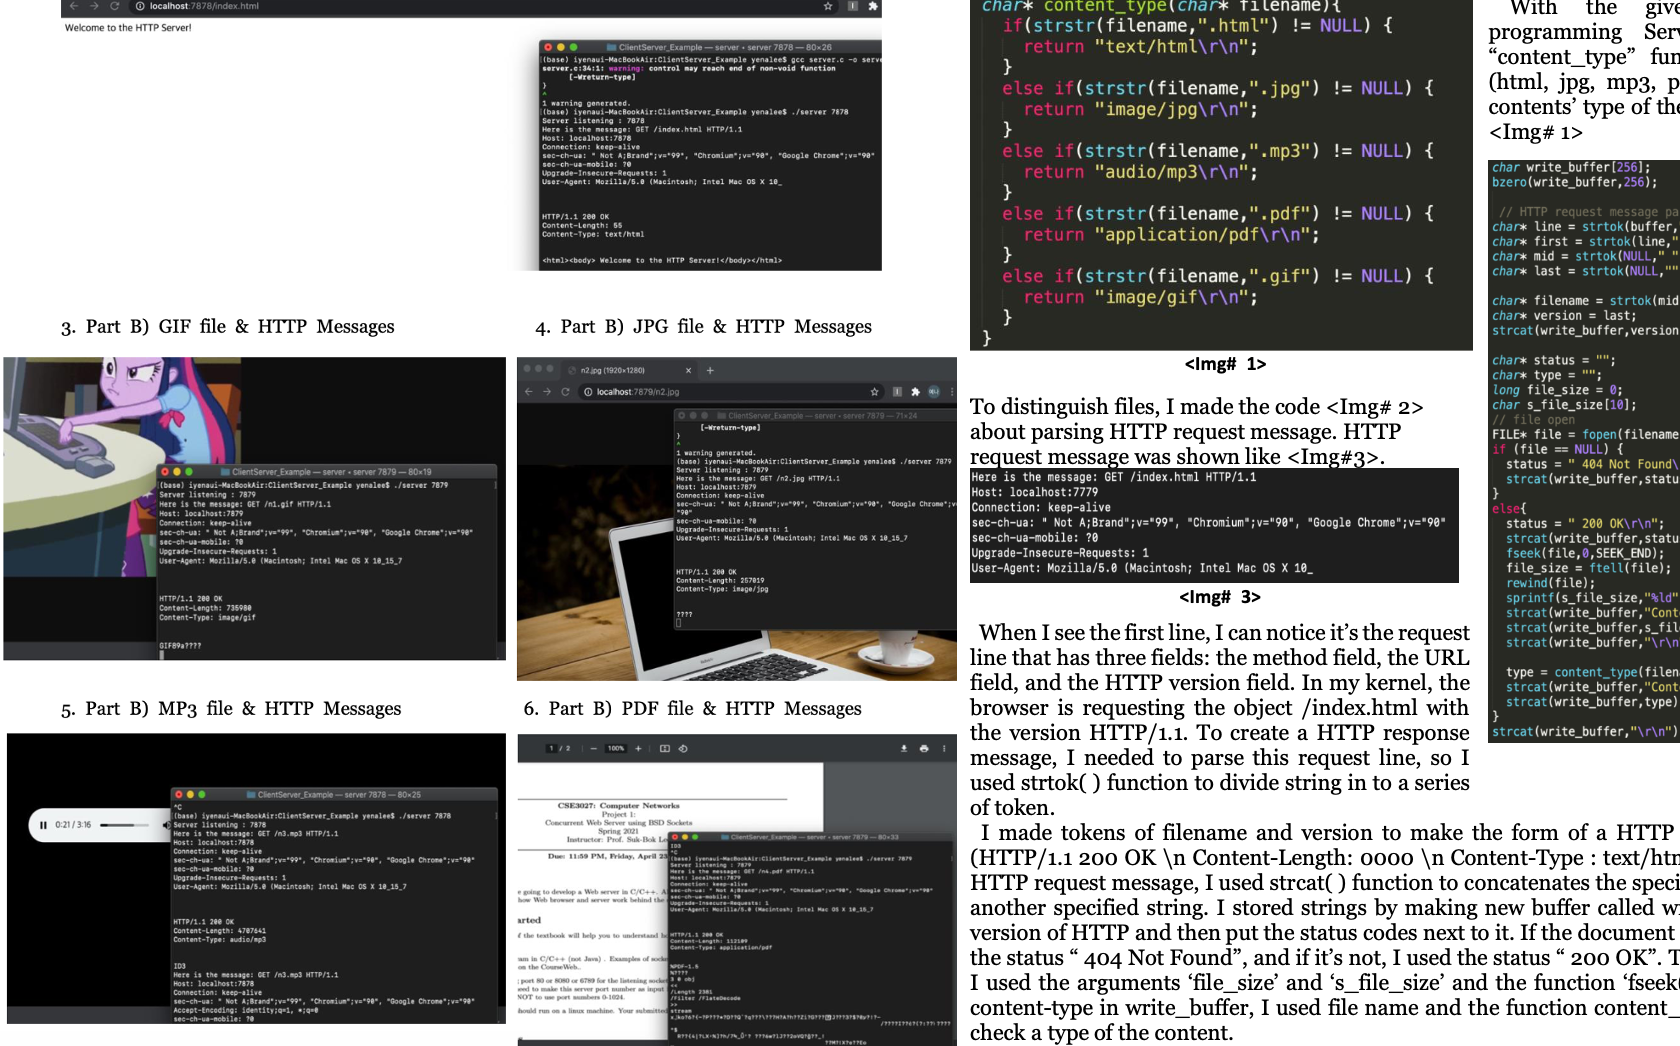 localhost:7878/index.html
Welcome to the HTTP Server!
ClientServer_Example — server • server 7878 — 80×26
(base) iyenaui-MacBookAir:ClientServer_Example yenalee$ gcc server.c -o serve
server.c:34:1: warning: control may reach end of non-void function
[-Wreturn-type]
}
^
1 warning generated.
(base) iyenaui-MacBookAir:ClientServer_Example yenalee$ ./server 7878
Server listening : 7878
Here is the message: GET /index.html HTTP/1.1
Host: localhost:7878
Connection: keep-alive
sec-ch-ua: " Not A;Brand";v="99", "Chromium";v="90", "Google Chrome";v="90"
sec-ch-ua-mobile: ?0
Upgrade-Insecure-Requests: 1
User-Agent: Mozilla/5.0 (Macintosh; Intel Mac OS X 10_
HTTP/1.1 200 OK
Content-Length: 55
Content-Type: text/html
<html><body> Welcome to the HTTP Server!</body></html>
3. Part B) GIF file & HTTP Messages
ClientServer_Example — server • server 7879 — 80×19
(base) iyenaui-MacBookAir:ClientServer_Example yenalee$ ./server 7879
Server listening : 7879
Here is the message: GET /n1.gif HTTP/1.1
Host: localhost:7879
Connection: keep-alive
sec-ch-ua: " Not A;Brand";v="99", "Chromium";v="90", "Google Chrome";v="90"
sec-ch-ua-mobile: ?0
Upgrade-Insecure-Requests: 1
User-Agent: Mozilla/5.0 (Macintosh; Intel Mac OS X 10_15_7
HTTP/1.1 200 OK
Content-Length: 735980
Content-Type: image/gif
GIF89a????
4. Part B) JPG file & HTTP Messages
n2.jpg (1920×1280)
localhost:7879/n2.jpg
ClientServer_Example — server • server 7879 — 71×24
[-Wreturn-type]
}
^
1 warning generated.
(base) iyenaui-MacBookAir:ClientServer_Example yenalee$ ./server 7879
Server listening : 7879
Here is the message: GET /n2.jpg HTTP/1.1
Host: localhost:7879
Connection: keep-alive
sec-ch-ua: " Not A;Brand";v="99", "Chromium";v="90", "Google Chrome";v=
"90"
sec-ch-ua-mobile: ?0
Upgrade-Insecure-Requests: 1
User-Agent: Mozilla/5.0 (Macintosh; Intel Mac OS X 10_15_7
HTTP/1.1 200 OK
Content-Length: 257019
Content-Type: image/jpg
????
5. Part B) MP3 file & HTTP Messages
0:21 / 3:16
ClientServer_Example — server • server 7878 — 80×25
^C
(base) iyenaui-MacBookAir:ClientServer_Example yenalee$ ./server 7878
Server listening : 7878
Here is the message: GET /n3.mp3 HTTP/1.1
Host: localhost:7878
Connection: keep-alive
sec-ch-ua: " Not A;Brand";v="99", "Chromium";v="90", "Google Chrome";v="90"
sec-ch-ua-mobile: ?0
Upgrade-Insecure-Requests: 1
User-Agent: Mozilla/5.0 (Macintosh; Intel Mac OS X 10_15_7
HTTP/1.1 200 OK
Content-Length: 4707641
Content-Type: audio/mp3
ID3
Here is the message: GET /n3.mp3 HTTP/1.1
Host: localhost:7878
Connection: keep-alive
sec-ch-ua: " Not A;Brand";v="99", "Chromium";v="90", "Google Chrome";v="90"
Accept-Encoding: identity;q=1, *;q=0
sec-ch-ua-mobile: ?0
6. Part B) PDF file & HTTP Messages
1 / 2 — 100% +
CSE3027: Computer Networks
Project 1:
Concurrent Web Server using BSD Sockets
Spring 2021
Instructor: Prof. Suk-Bok
Due: 11:59 PM, Friday, April
going to develop a Web server in C/C++. A
how Web browser and server work behind the
arted
f the textbook will help you to understand
am in C/C++ (not Java) . Examples of
on the CourseWeb.
port 80 or 8080 or 6789 for the listening
eed to make this server port number as input
NOT to use port numbers 0-1024.
hould run on a linux machine. Your submitted
ClientServer_Example — server • server 7879 — 80×33
ID3
^C
(base) iyenaui-MacBookAir:ClientServer_Example yenalee$ ./server 7879
Server listening : 7879
Here is the message: GET /n4.pdf HTTP/1.1
Host: localhost:7879
Connection: keep-alive
sec-ch-ua: " Not A;Brand";v="99", "Chromium";v="90", "Google Chrome";v="90"
sec-ch-ua-mobile: ?0
Upgrade-Insecure-Requests: 1
User-Agent: Mozilla/5.0 (Macintosh; Intel Mac OS X 10_15_7
HTTP/1.1 200 OK
Content-Length: 112189
Content-Type: application/pdf
%PDF-1.5
3 0 obj
<<
/Length 2301
/Filter /FlateDecode
>>
stream
char* content_type(char* filename){
if(strstr(filename,".html") != NULL) {
return "text/html\r\n";
}
else if(strstr(filename,".jpg") != NULL) {
return "image/jpg\r\n";
}
else if(strstr(filename,".mp3") != NULL) {
return "audio/mp3\r\n";
}
else if(strstr(filename,".pdf") != NULL) {
return "application/pdf\r\n";
}
else if(strstr(filename,".gif") != NULL) {
return "image/gif\r\n";
}
}
<Img# 1>
To distinguish files, I made the code <Img# 2>
about parsing HTTP request message. HTTP
request message was shown like <Img#3>.
Here is the message: GET /index.html HTTP/1.1
Host: localhost:7779
Connection: keep-alive
sec-ch-ua: " Not A;Brand";v="99", "Chromium";v="90", "Google Chrome";v="90"
sec-ch-ua-mobile: ?0
Upgrade-Insecure-Requests: 1
User-Agent: Mozilla/5.0 (Macintosh; Intel Mac OS X 10_
<Img# 3>
When I see the first line, I can notice it's the request
line that has three fields: the method field, the URL
field, and the HTTP version field. In my kernel, the
browser is requesting the object /index.html with
the version HTTP/1.1. To create a HTTP response
message, I needed to parse this request line, so I
used strtok( ) function to divide string in to a series
of token.
I made tokens of filename and version to make the form of a HTTP
(HTTP/1.1 200 OK \n Content-Length: 0000 \n Content-Type : text/htm
HTTP request message, I used strcat( ) function to concatenates the speci
another specified string. I stored strings by making new buffer called w
version of HTTP and then put the status codes next to it. If the document
the status “ 404 Not Found”, and if it's not, I used the status “ 200 OK”. T
I used the arguments ‘file_size’ and ‘s_file_size’ and the function ‘fseek(
content-type in write_buffer, I used file name and the function content_
check a type of the content.
With the give
programming Serv
“content_type” fun
(html, jpg, mp3, p
contents’ type of the
<Img# 1>
char write_buffer[256];
bzero(write_buffer,256);
// HTTP request message pa
char* line = strtok(buffer,
char* first = strtok(line,"
char* mid = strtok(NULL," "
char* last = strtok(NULL,""
char* filename = strtok(mid
char* version = last;
strcat(write_buffer,version
char* status = "";
char* type = "";
long file_size = 0;
char s_file_size[10];
// file open
FILE* file = fopen(filename
if (file == NULL) {
status = " 404 Not Found\
strcat(write_buffer,statu
}
else{
status = " 200 OK\r\n";
strcat(write_buffer,statu
fseek(file,0,SEEK_END);
file_size = ftell(file);
rewind(file);
sprintf(s_file_size,"%ld"
strcat(write_buffer,"Cont
strcat(write_buffer,s_fil
strcat(write_buffer,"\r\n
type = content_type(filen
strcat(write_buffer,"Cont
strcat(write_buffer,type)
}
strcat(write_buffer,"\r\n")